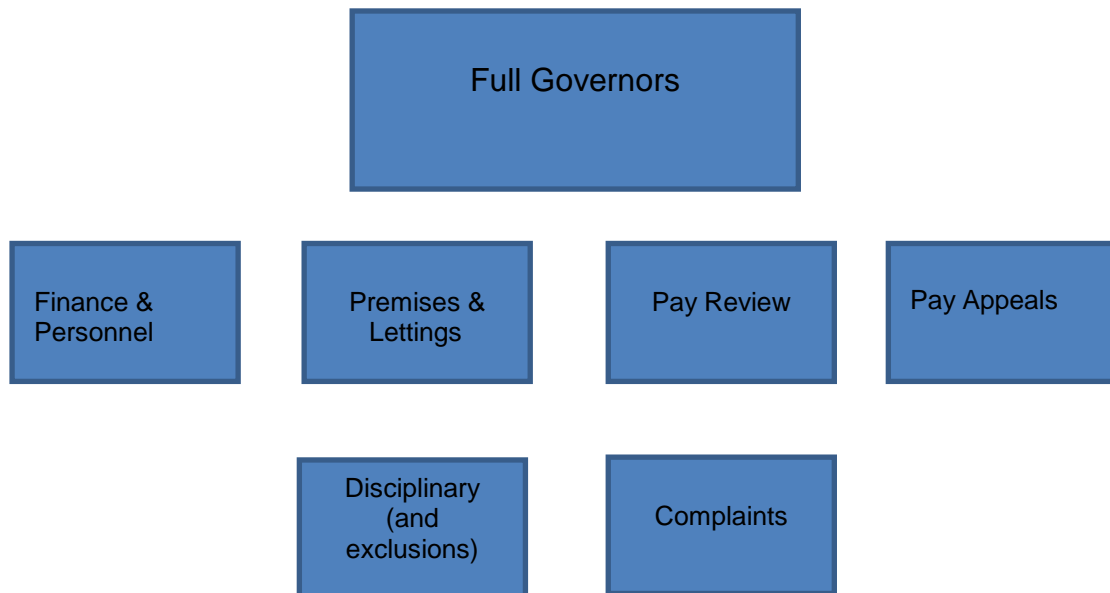 Full Governors
Finance &
Personnel
Premises &
Lettings
Pay Review
Pay Appeals
Disciplinary
(and
exclusions)
Complaints